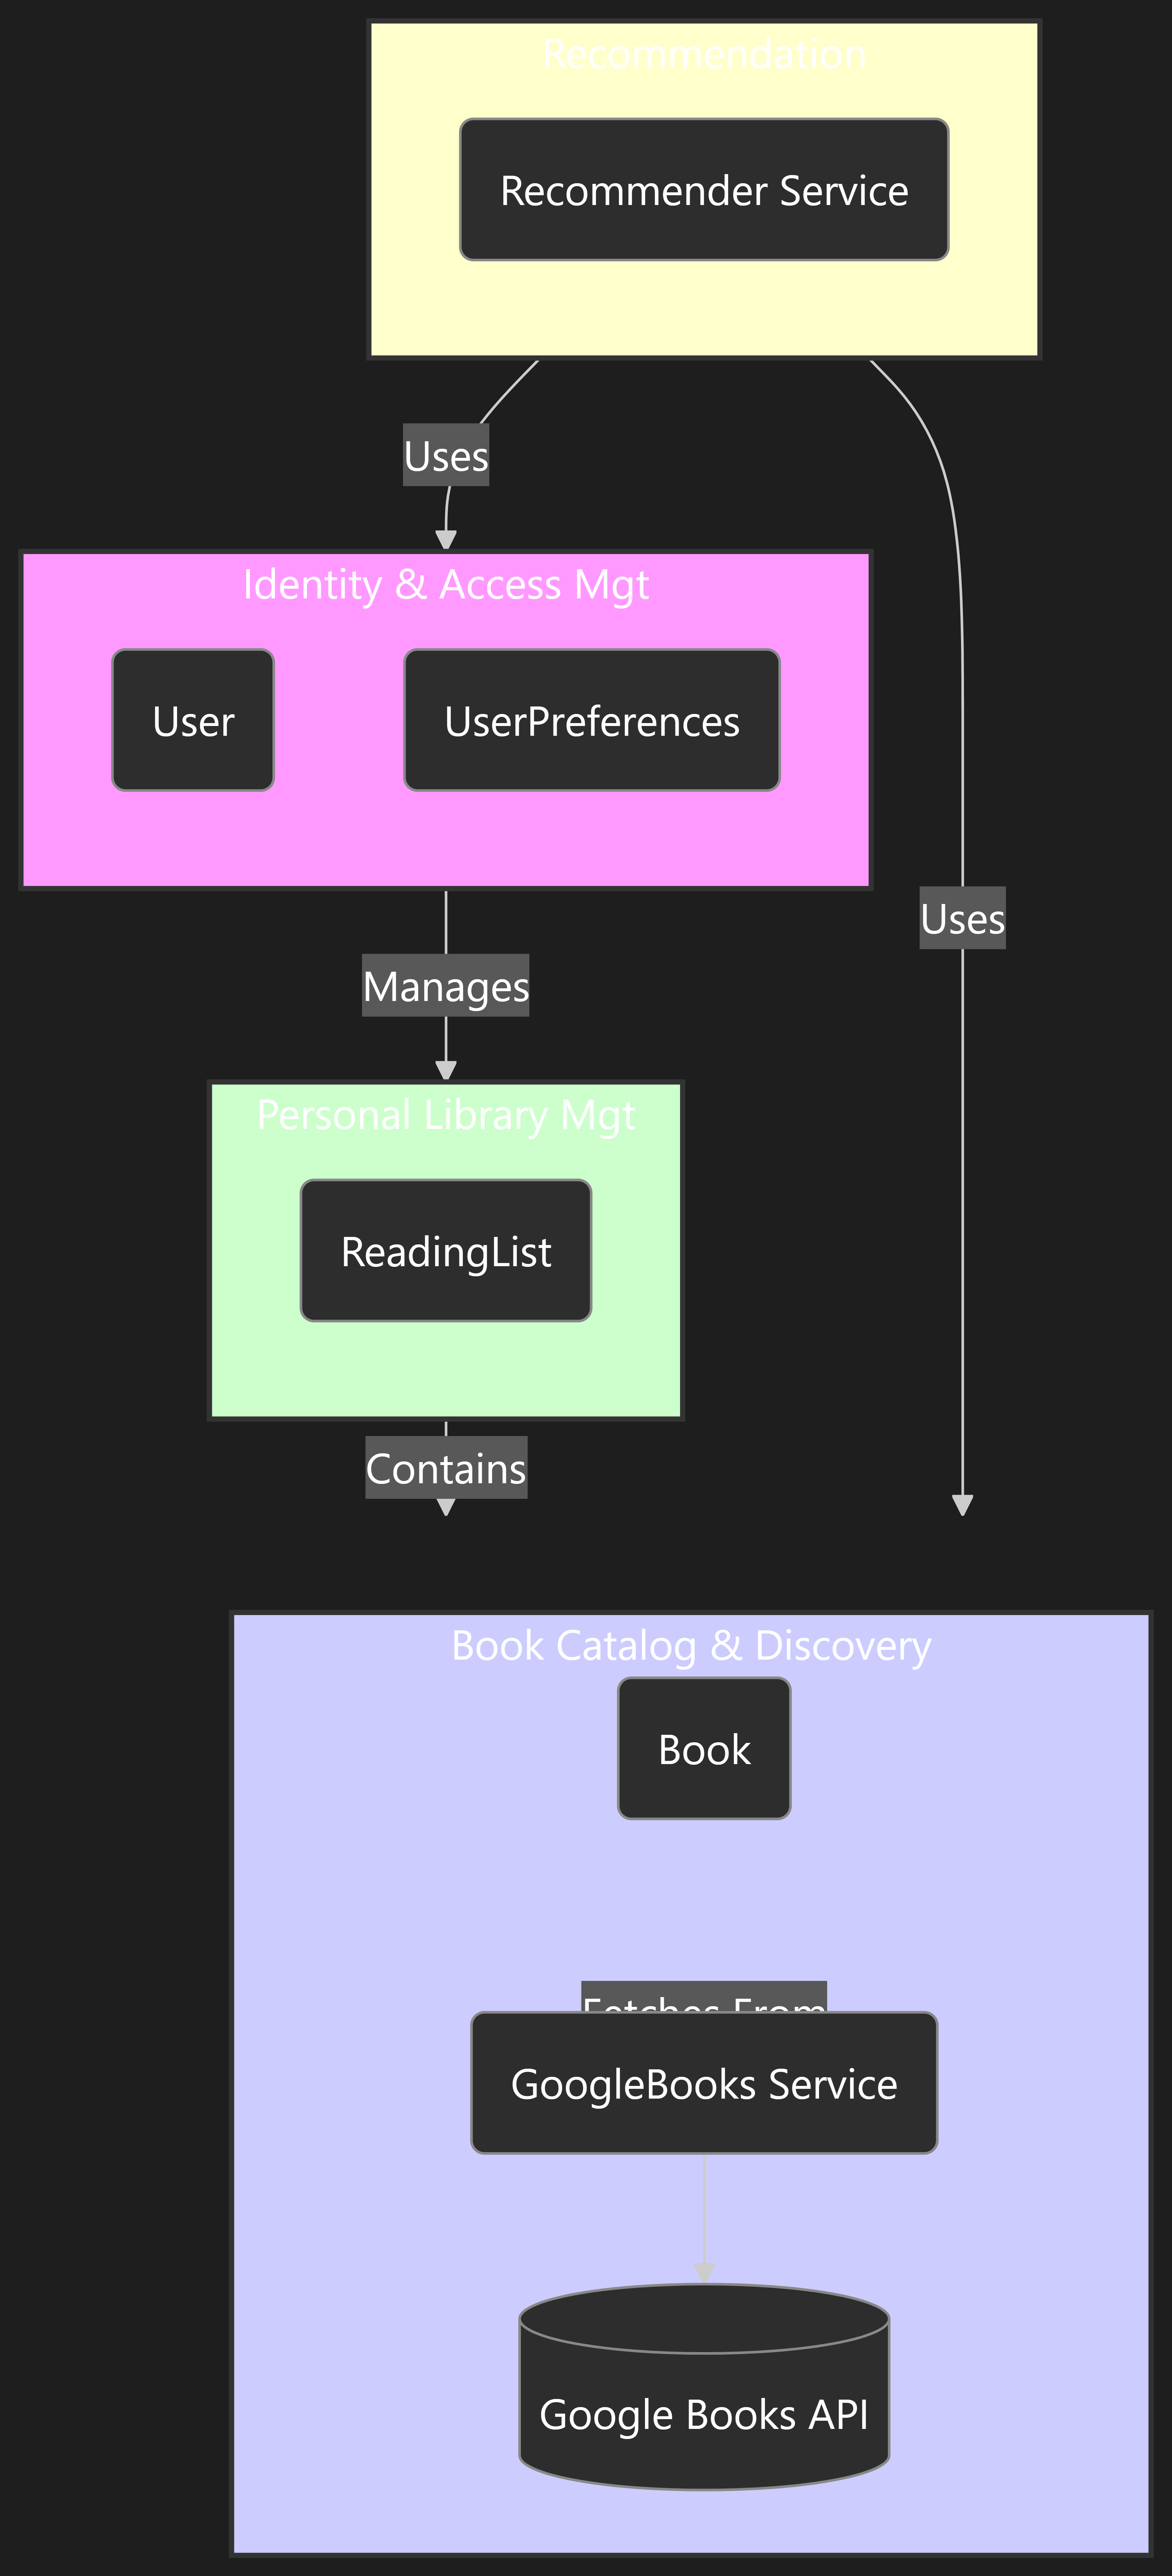 Recommendation
Recommender Service
Uses
Identity & Access Mgt
User
UserPreferences
Uses
Manages
Personal Library Mgt
ReadingList
Contains
Book Catalog & Discovery
Book
Fetches From
GoogleBooks Service
Google Books API